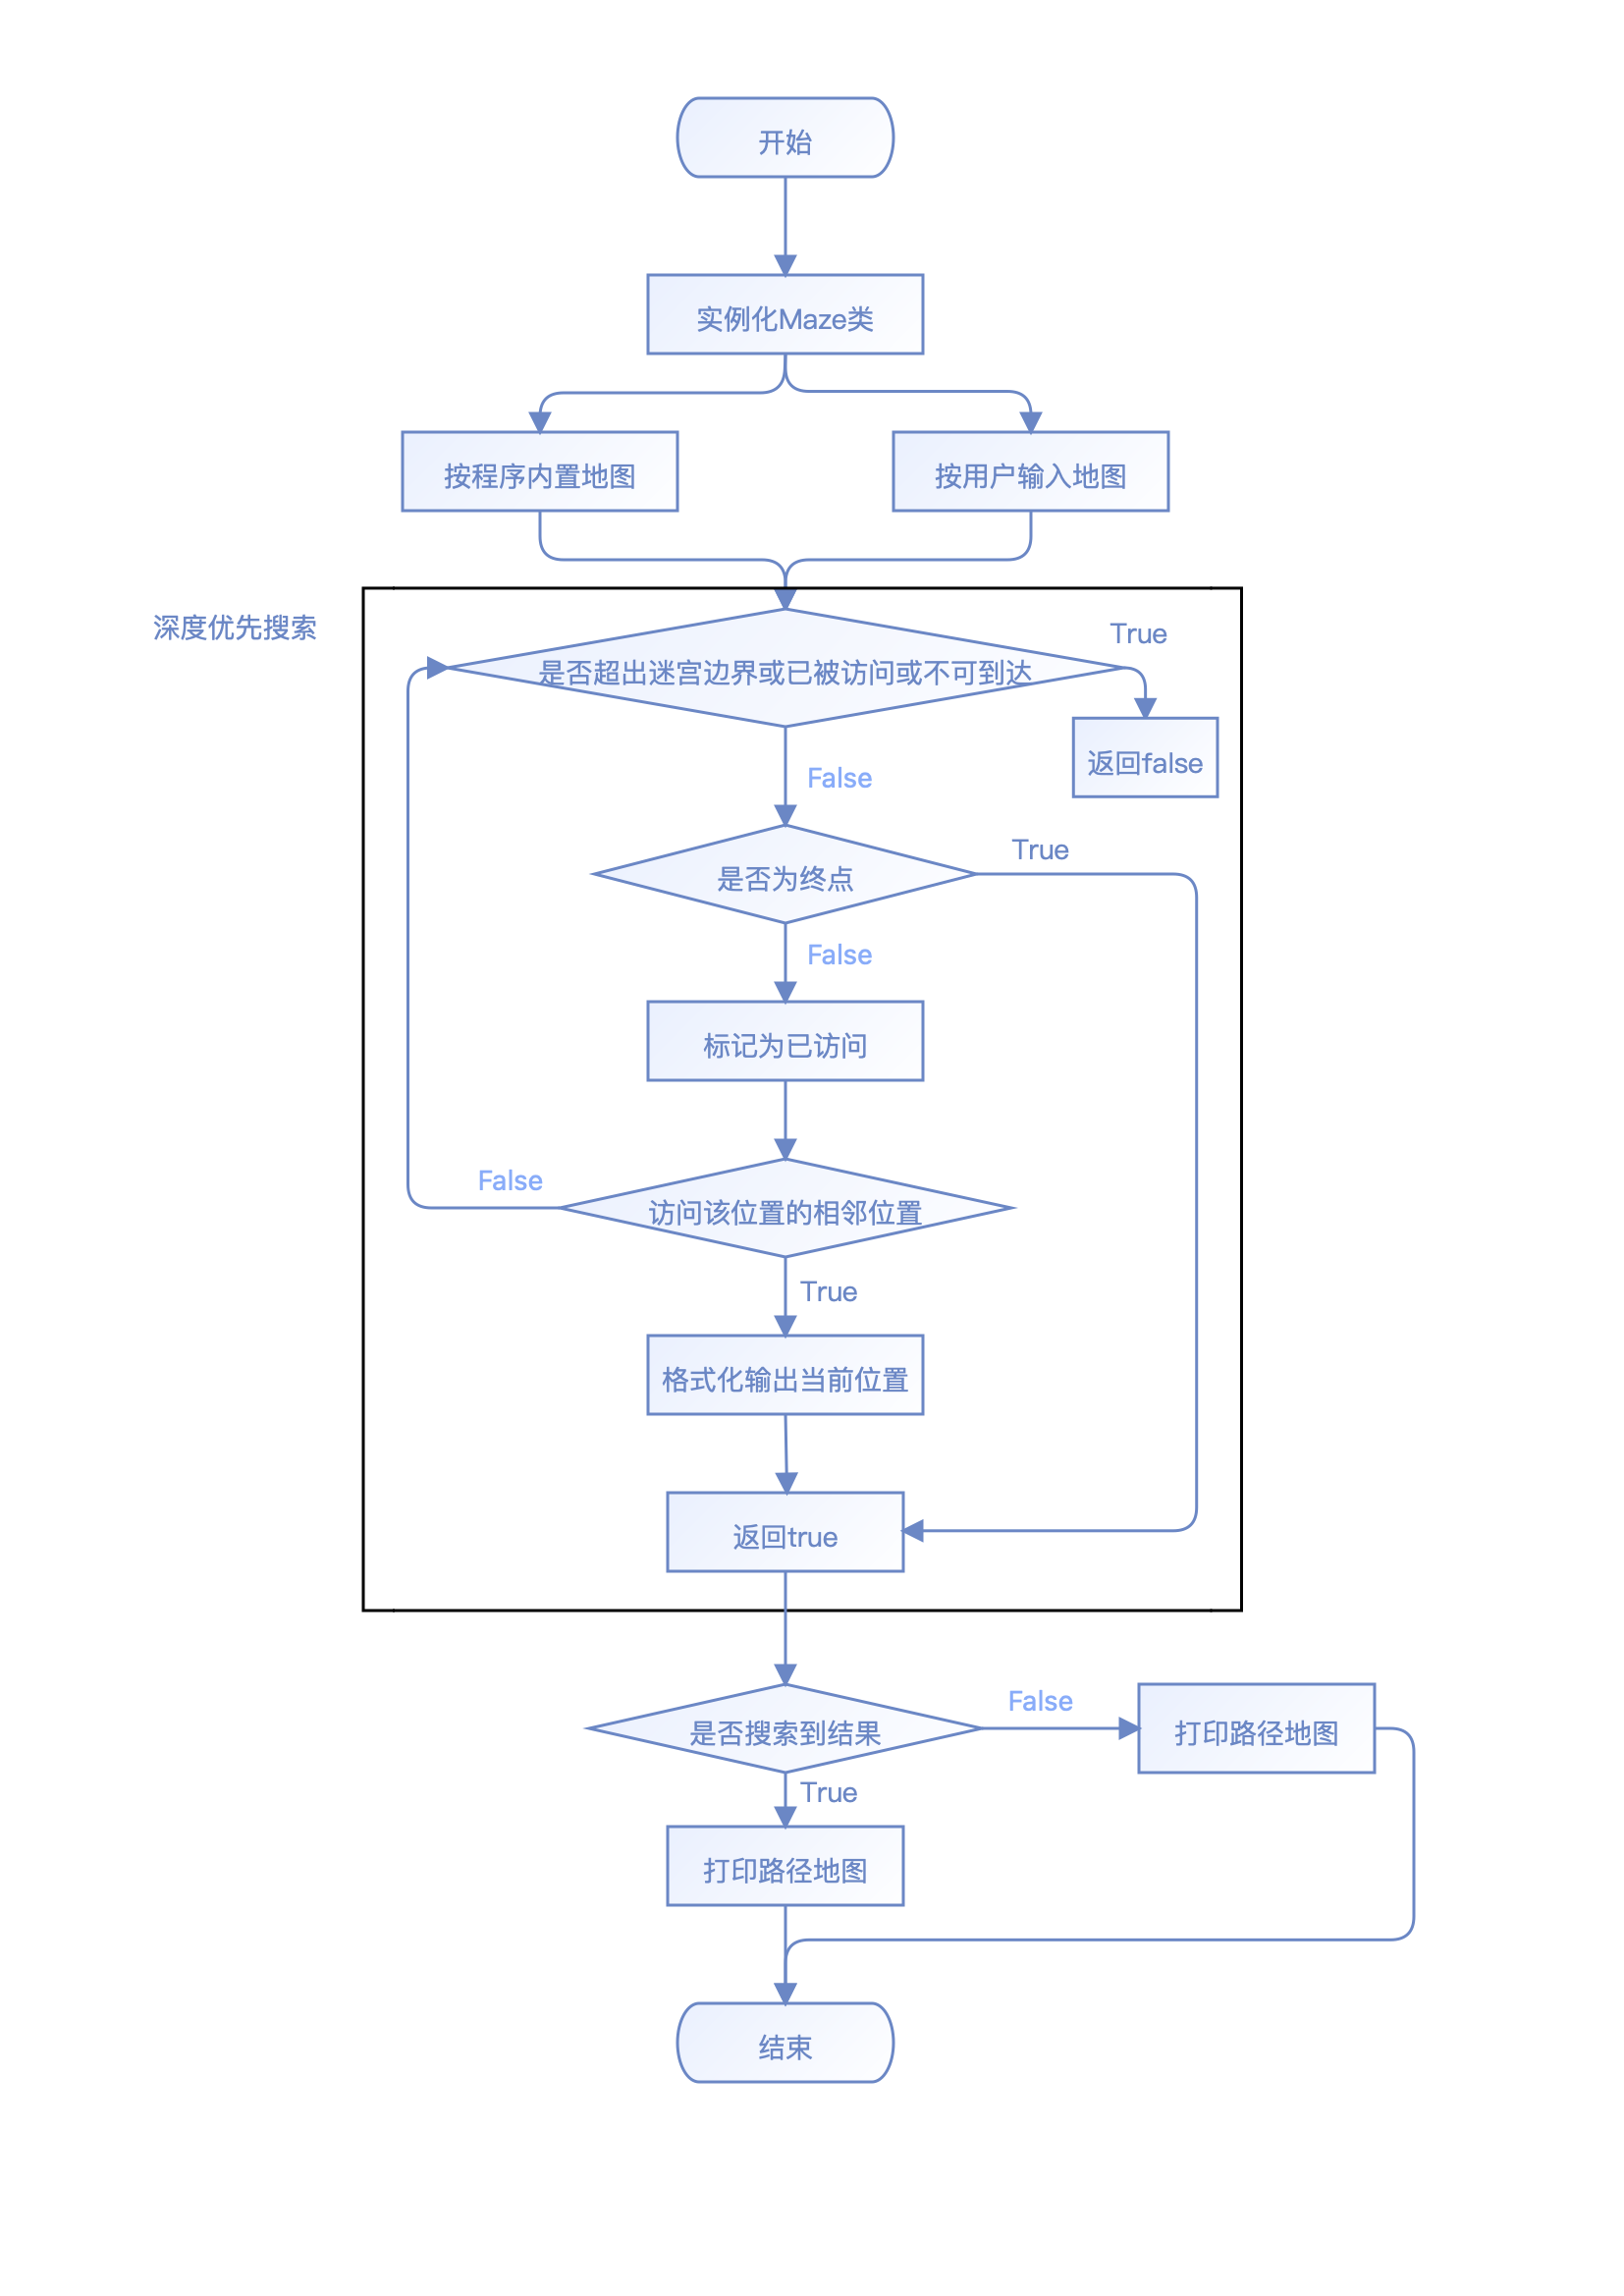 开始
实例化Maze类
按程序内置地图
按用户输入地图
深度优先搜索
True
是否超出迷宫边界或已被访问或不可到达
返回false
False
True
是否为终点
False
标记为已访问
False
访问该位置的相邻位置
True
格式化输出当前位置
返回true
False
是否搜索到结果
打印路径地图
True
打印路径地图
结束